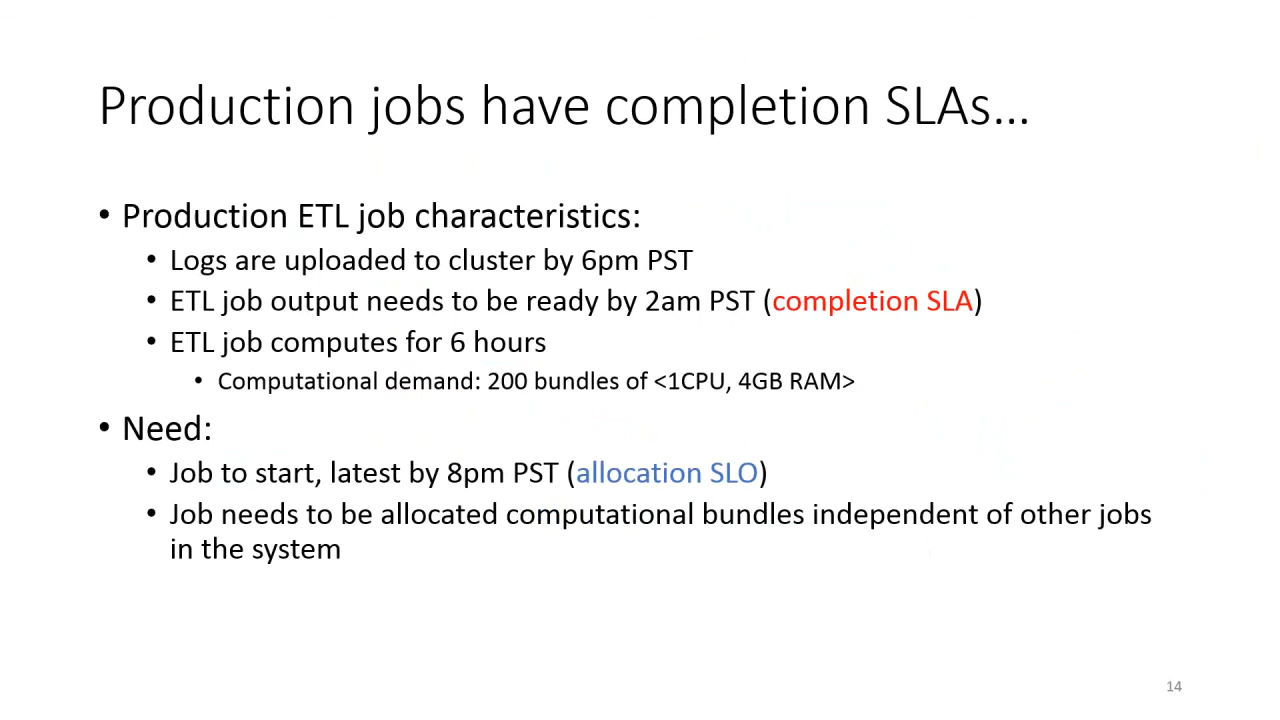 Production jobs have completion SLAs...
• Production ETL job characteristics:
• Logs are uploaded to cluster by 6pm PST
• ETL job output needs to be ready by 2am PST (completion SLA)
• ETL job computes for 6 hours
• Computational demand: 200 bundles of <1CPU, 4GB RAM>
• Need:
• Job to start, latest by 8pm PST (allocation SLO)
• Job needs to be allocated computational bundles independent of other jobs
in the system
14